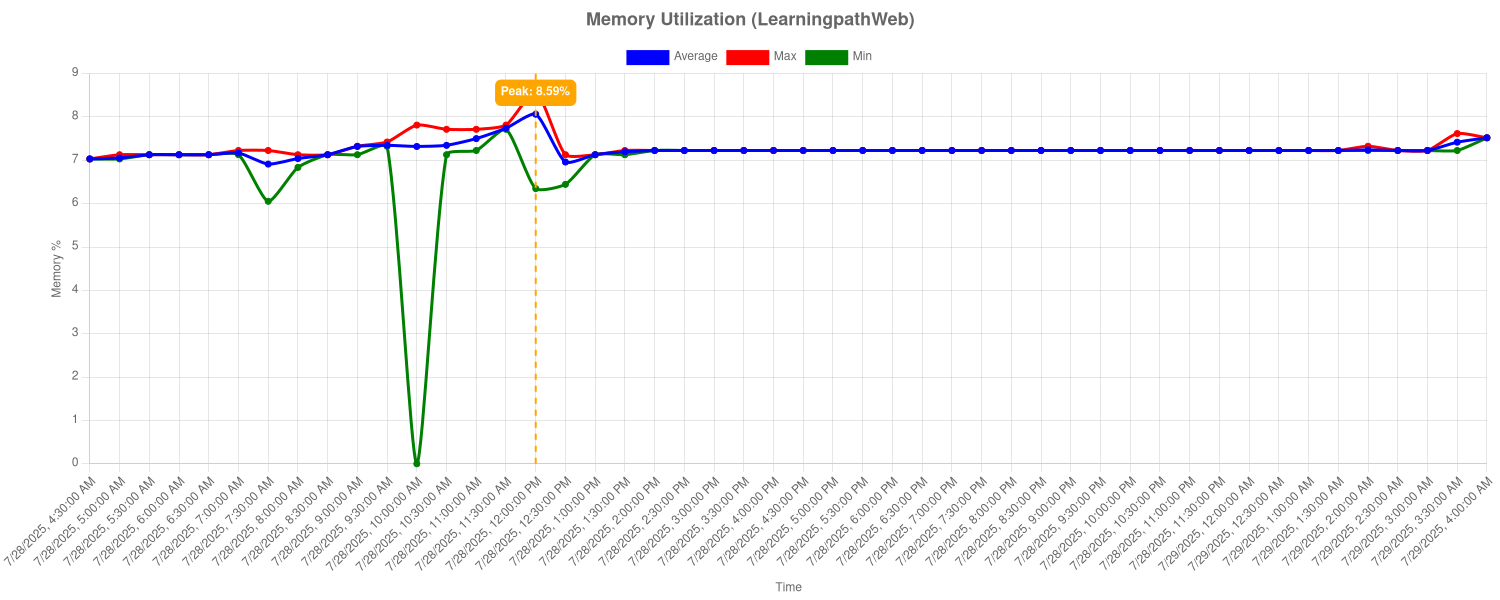 Memory Utilization (LearningpathWeb)
Average Max Min
Peak: 8.59%
9
8
7
6
5
4
3
2
1
0
Memory %
7/28/2025, 4:30:00 AM
7/28/2025, 5:00:00 AM
7/28/2025, 5:30:00 AM
7/28/2025, 6:00:00 AM
7/28/2025, 6:30:00 AM
7/28/2025, 7:00:00 AM
7/28/2025, 7:30:00 AM
7/28/2025, 8:00:00 AM
7/28/2025, 8:30:00 AM
7/28/2025, 9:00:00 AM
7/28/2025, 9:30:00 AM
7/28/2025, 10:00:00 AM
7/28/2025, 10:30:00 AM
7/28/2025, 11:00:00 AM
7/28/2025, 11:30:00 AM
7/28/2025, 12:00:00 PM
7/28/2025, 12:30:00 PM
7/28/2025, 1:00:00 PM
7/28/2025, 1:30:00 PM
7/28/2025, 2:00:00 PM
7/28/2025, 2:30:00 PM
7/28/2025, 3:00:00 PM
7/28/2025, 3:30:00 PM
7/28/2025, 4:00:00 PM
7/28/2025, 4:30:00 PM
7/28/2025, 5:00:00 PM
7/28/2025, 5:30:00 PM
7/28/2025, 6:00:00 PM
7/28/2025, 6:30:00 PM
7/28/2025, 7:00:00 PM
7/28/2025, 7:30:00 PM
7/28/2025, 8:00:00 PM
7/28/2025, 8:30:00 PM
7/28/2025, 9:00:00 PM
7/28/2025, 9:30:00 PM
7/28/2025, 10:00:00 PM
7/28/2025, 10:30:00 PM
7/28/2025, 11:00:00 PM
7/28/2025, 11:30:00 PM
7/29/2025, 12:00:00 AM
7/29/2025, 12:30:00 AM
7/29/2025, 1:00:00 AM
7/29/2025, 1:30:00 AM
7/29/2025, 2:00:00 AM
7/29/2025, 2:30:00 AM
7/29/2025, 3:00:00 AM
7/29/2025, 3:30:00 AM
7/29/2025, 4:00:00 AM
Time